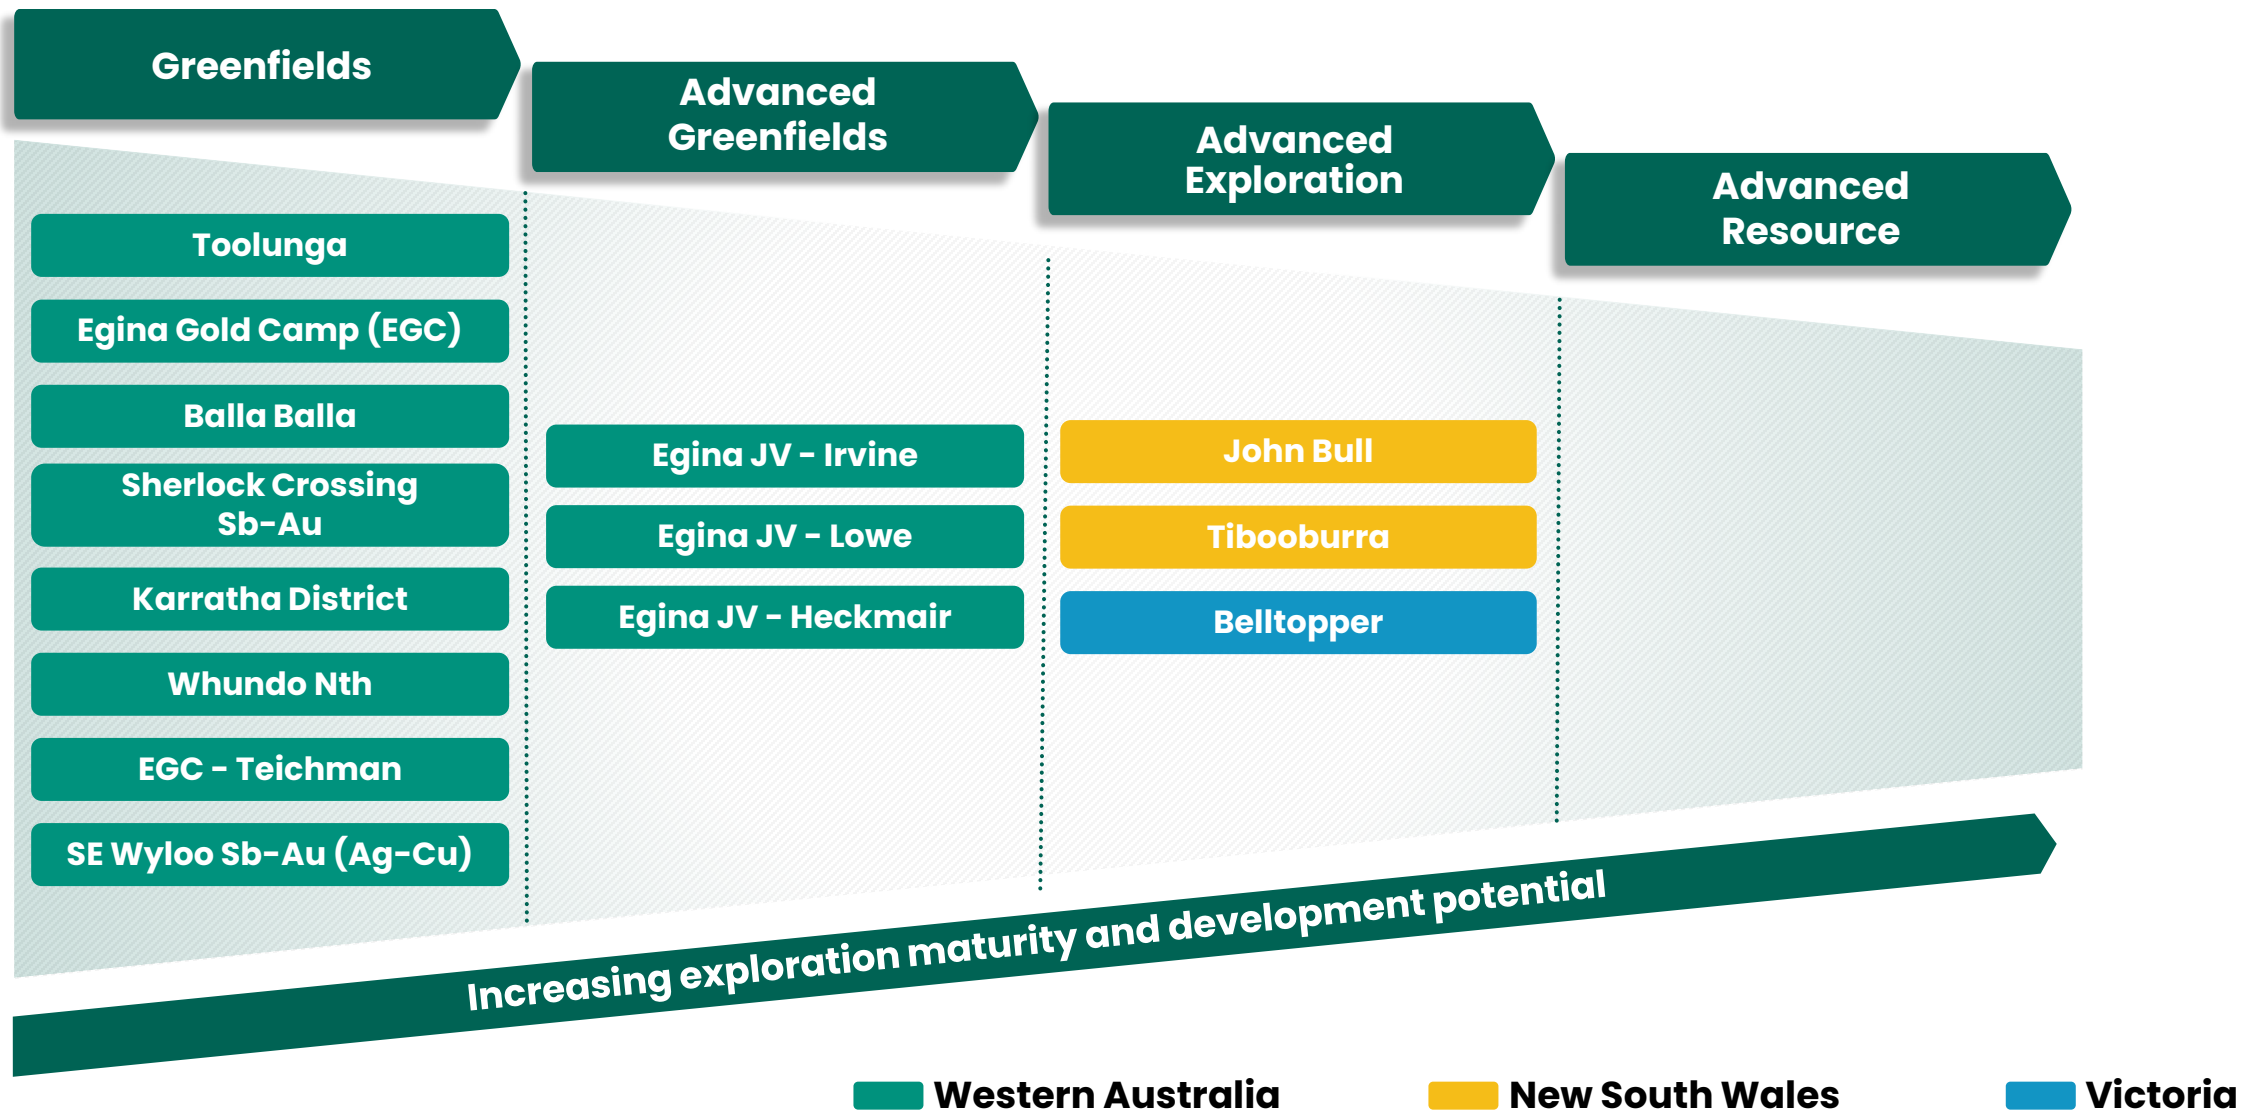 Greenfields
Advanced
Greenfields
Advanced
Exploration
Advanced
Resource
Toolunga
Egina Gold Camp (EGC)
Balla Balla
Sherlock Crossing
Sb-Au
Karratha District
Whundo Nth
EGC - Teichman
SE Wyloo Sb-Au (Ag-Cu)
Egina JV - Irvine
Egina JV - Lowe
Egina JV - Heckmair
John Bull
Tibooburra
Belltopper
Increasing exploration maturity and development potential
Western Australia
New South Wales
Victoria